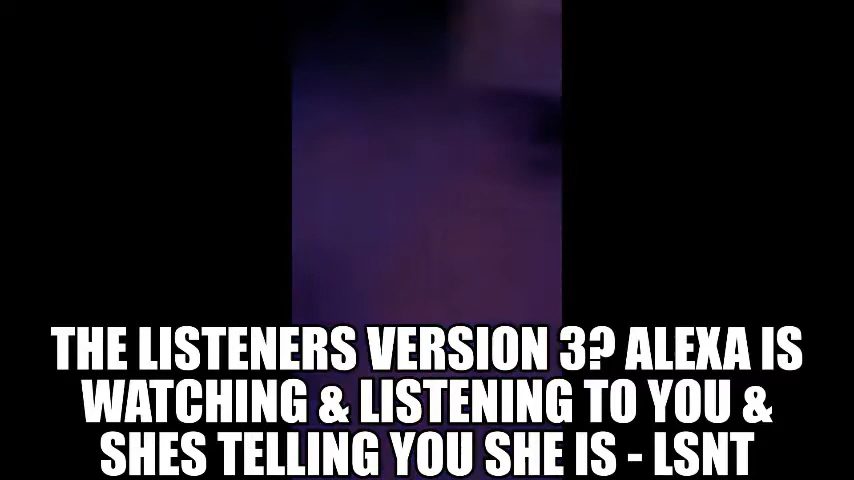 THE LISTENERS VERSION 3? ALEXA IS
WATCHING & LISTENING TO YOU &
SHES TELLING YOU SHE IS - LSNT